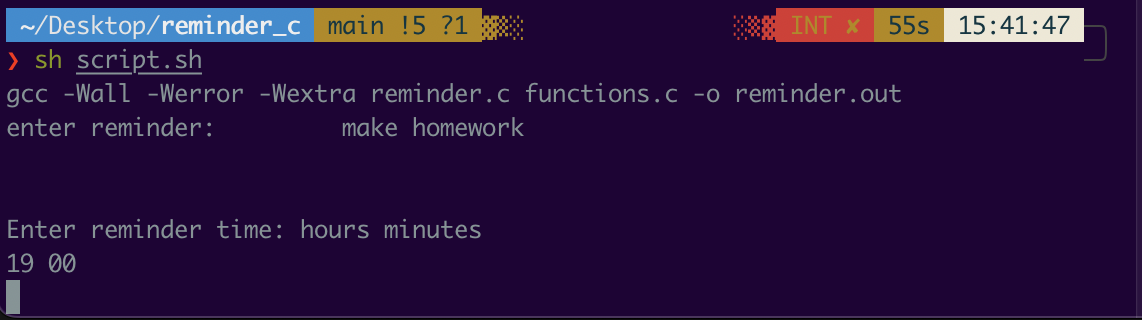 ~/Desktop/reminder_c main !5 ?1 INT ✘ 55s 15:41:47
❯ sh script.sh
gcc -Wall -Werror -Wextra reminder.c functions.c -o reminder.out
enter reminder: make homework
Enter reminder time: hours minutes
19 00